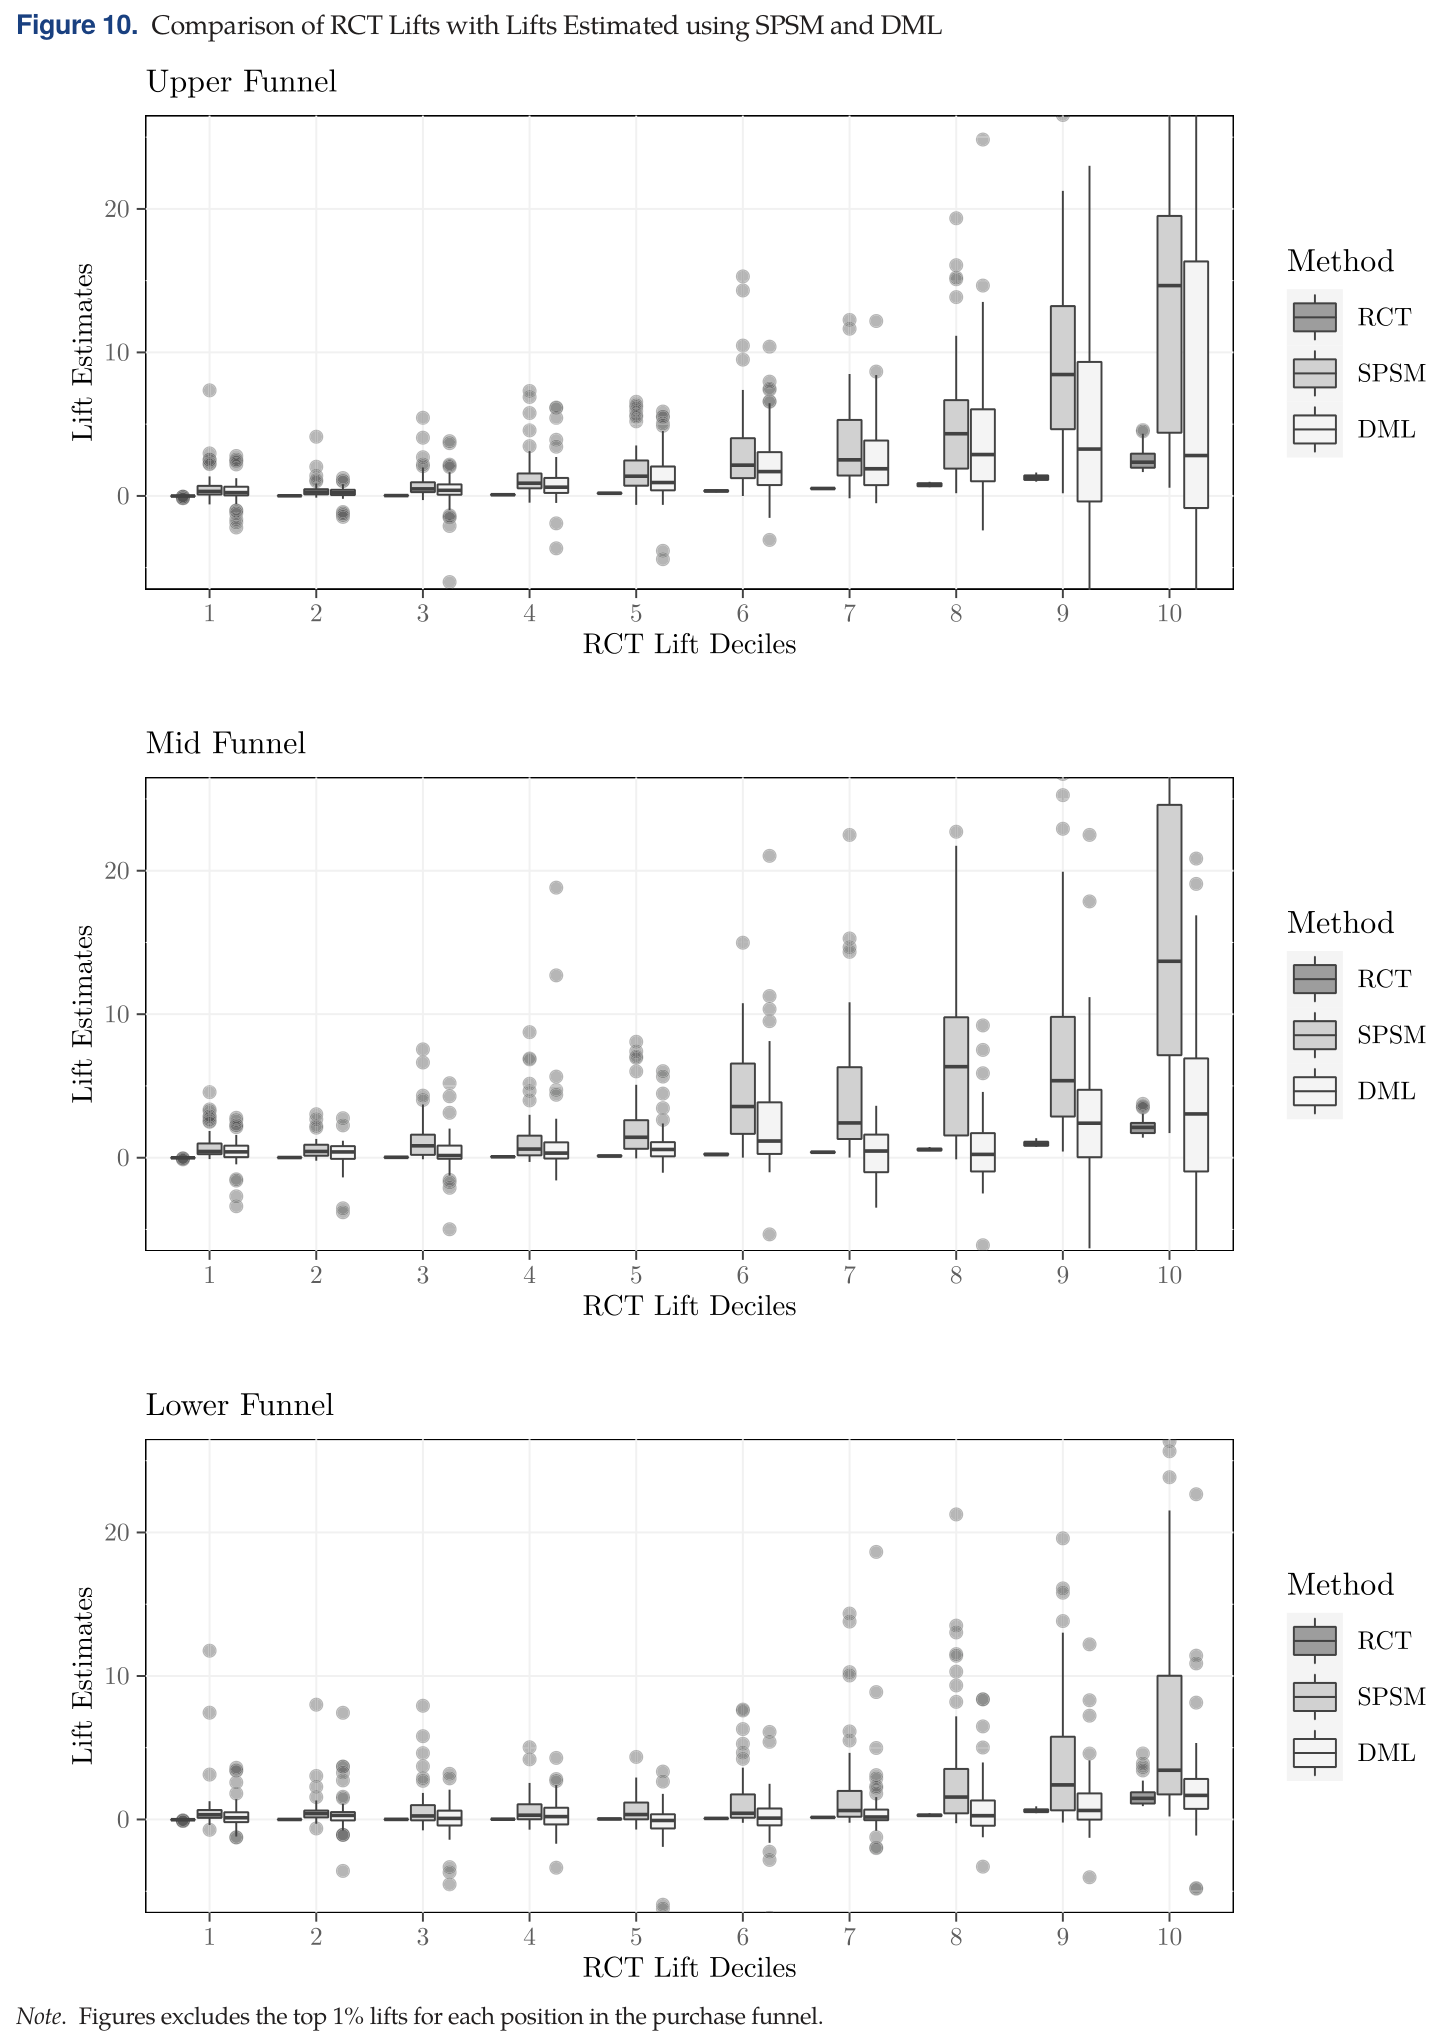 Figure 10. Comparison of RCT Lifts with Lifts Estimated using SPSM and DML
Upper Funnel
Lift Estimates
20
10
0
1 2 3 4 5 6 7 8 9 10
RCT Lift Deciles
Method
RCT
SPSM
DML
Mid Funnel
Lift Estimates
20
10
0
1 2 3 4 5 6 7 8 9 10
RCT Lift Deciles
Method
RCT
SPSM
DML
Lower Funnel
Lift Estimates
20
10
0
1 2 3 4 5 6 7 8 9 10
RCT Lift Deciles
Method
RCT
SPSM
DML
Note. Figures excludes the top 1% lifts for each position in the purchase funnel.